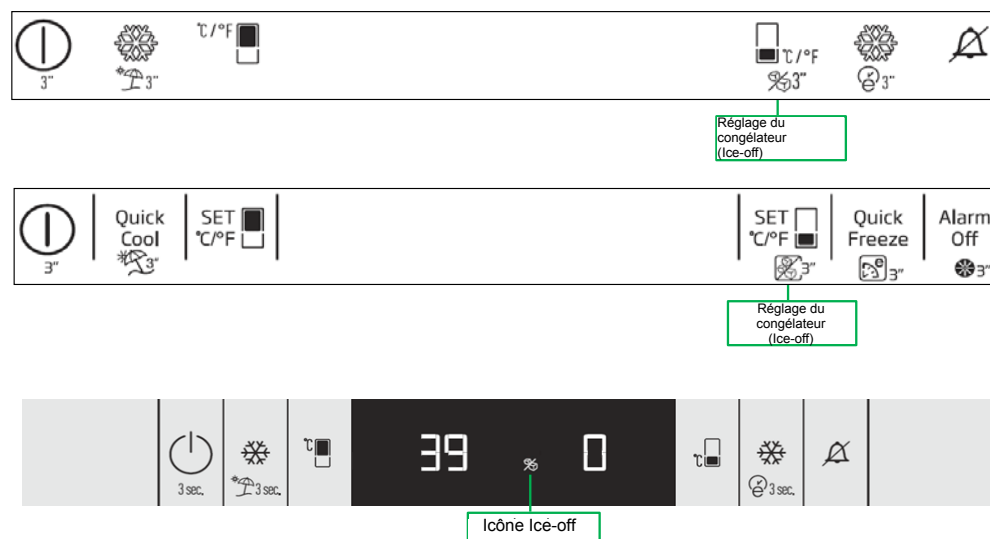 ℃/°F
℃/°F
3"
3"
3"
3"
Réglage du
congélateur
(Ice-off)
Quick
Cool
SET
℃/°F
SET
℃/°F
Quick
Freeze
Alarm
Off
3"
3"
3"
3"
3"
Réglage du
congélateur
(Ice-off)
℃
39
0
℃
3 sec.
3 sec.
3 sec.
Icône Ice-off